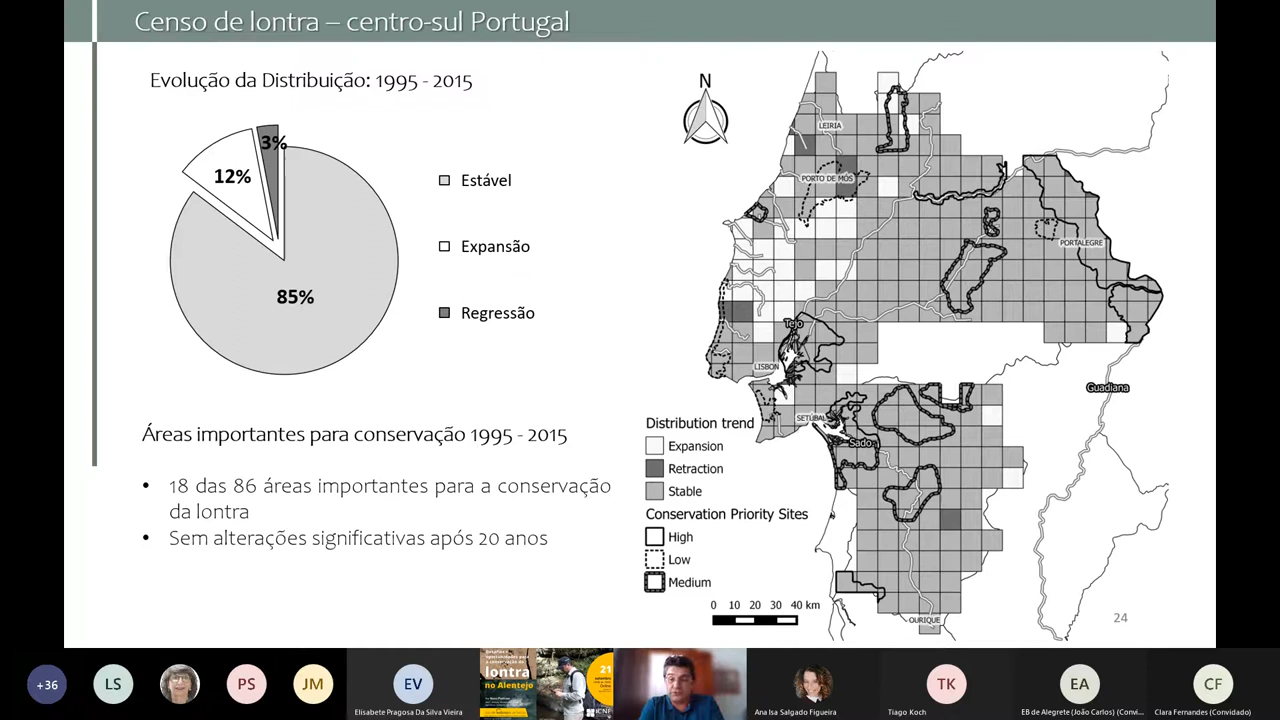 Censo de lontra – centro-sul Portugal
Evolução da Distribuição: 1995 - 2015
3%
12%
85%
Estável
Expansão
Regressão
Áreas importantes para conservação 1995 - 2015
• 18 das 86 áreas importantes para a conservação
da lontra
• Sem alterações significativas após 20 anos
N
LEIRIA
PORTO DE MÓS
PORTALEGRE
Tejo
LISBON
Guadiana
SETÚBAL
Sado
OURIQUE
Distribution trend
Expansion
Retraction
Stable
Conservation Priority Sites
High
Low
Medium
0 10 20 30 40 km
24
+36
LS
PS
JM
EV
Elisabete Pragosa Da Silva Vieira
oportunidades para
a conservação da
lontra
no Alentejo
21
ICNF
Ana Isa Salgado Figueira
TK
Tiago Koch
EA
EB de Alegrete (João Carlos) (Convi...
CF
Clara Fernandes (Convidado)